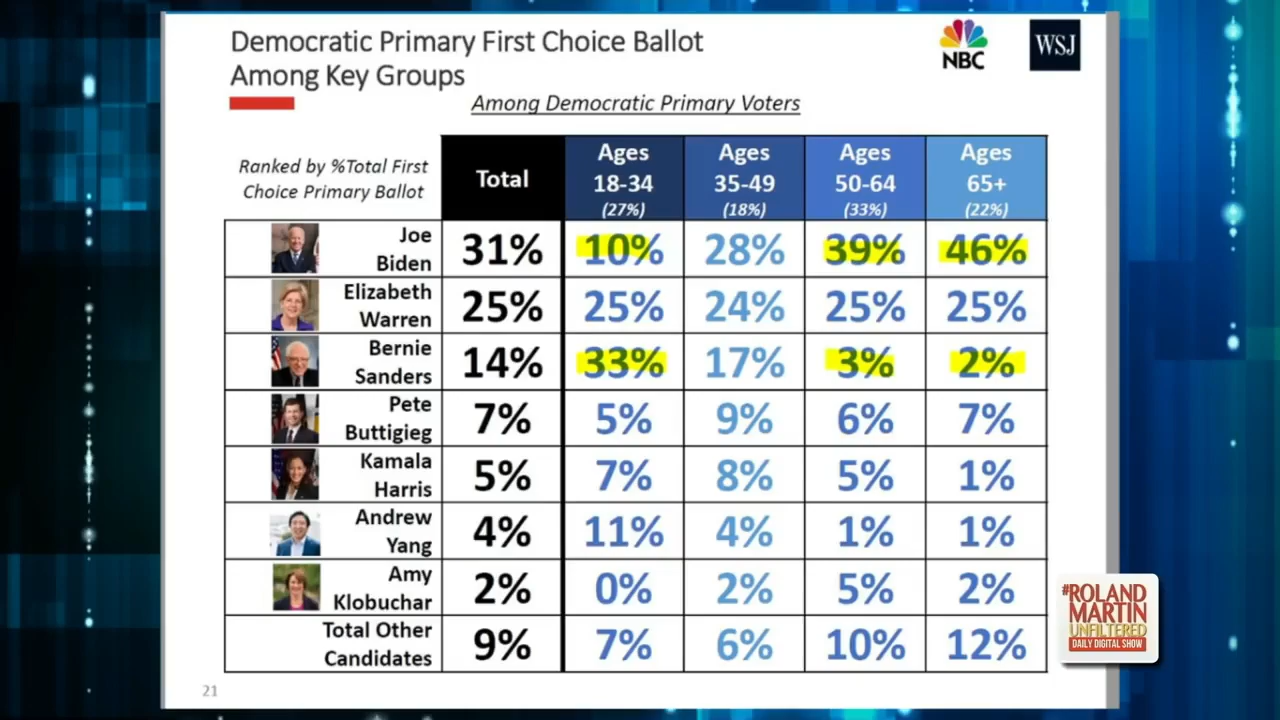 Democratic Primary First Choice Ballot
Among Key Groups
NBC
WSJ
Among Democratic Primary Voters
Ranked by %Total First
Choice Primary Ballot
Total
Ages
18-34
(27%)
Ages
35-49
(18%)
Ages
50-64
(33%)
Ages
65+
(22%)
Joe
Biden
31% 10% 28% 39% 46%
Elizabeth
Warren
25% 25% 24% 25% 25%
Bernie
Sanders
14% 33% 17% 3% 2%
Pete
Buttigieg
7% 5% 9% 6% 7%
Kamala
Harris
5% 7% 8% 5% 1%
Andrew
Yang
4% 11% 4% 1% 1%
Amy
Klobuchar
2% 0% 2% 5% 2%
Total Other
Candidates
9% 7% 6% 10% 12%
21
#ROLAND
MARTIN
UNFILTERED
DAILY DIGITAL SHOW